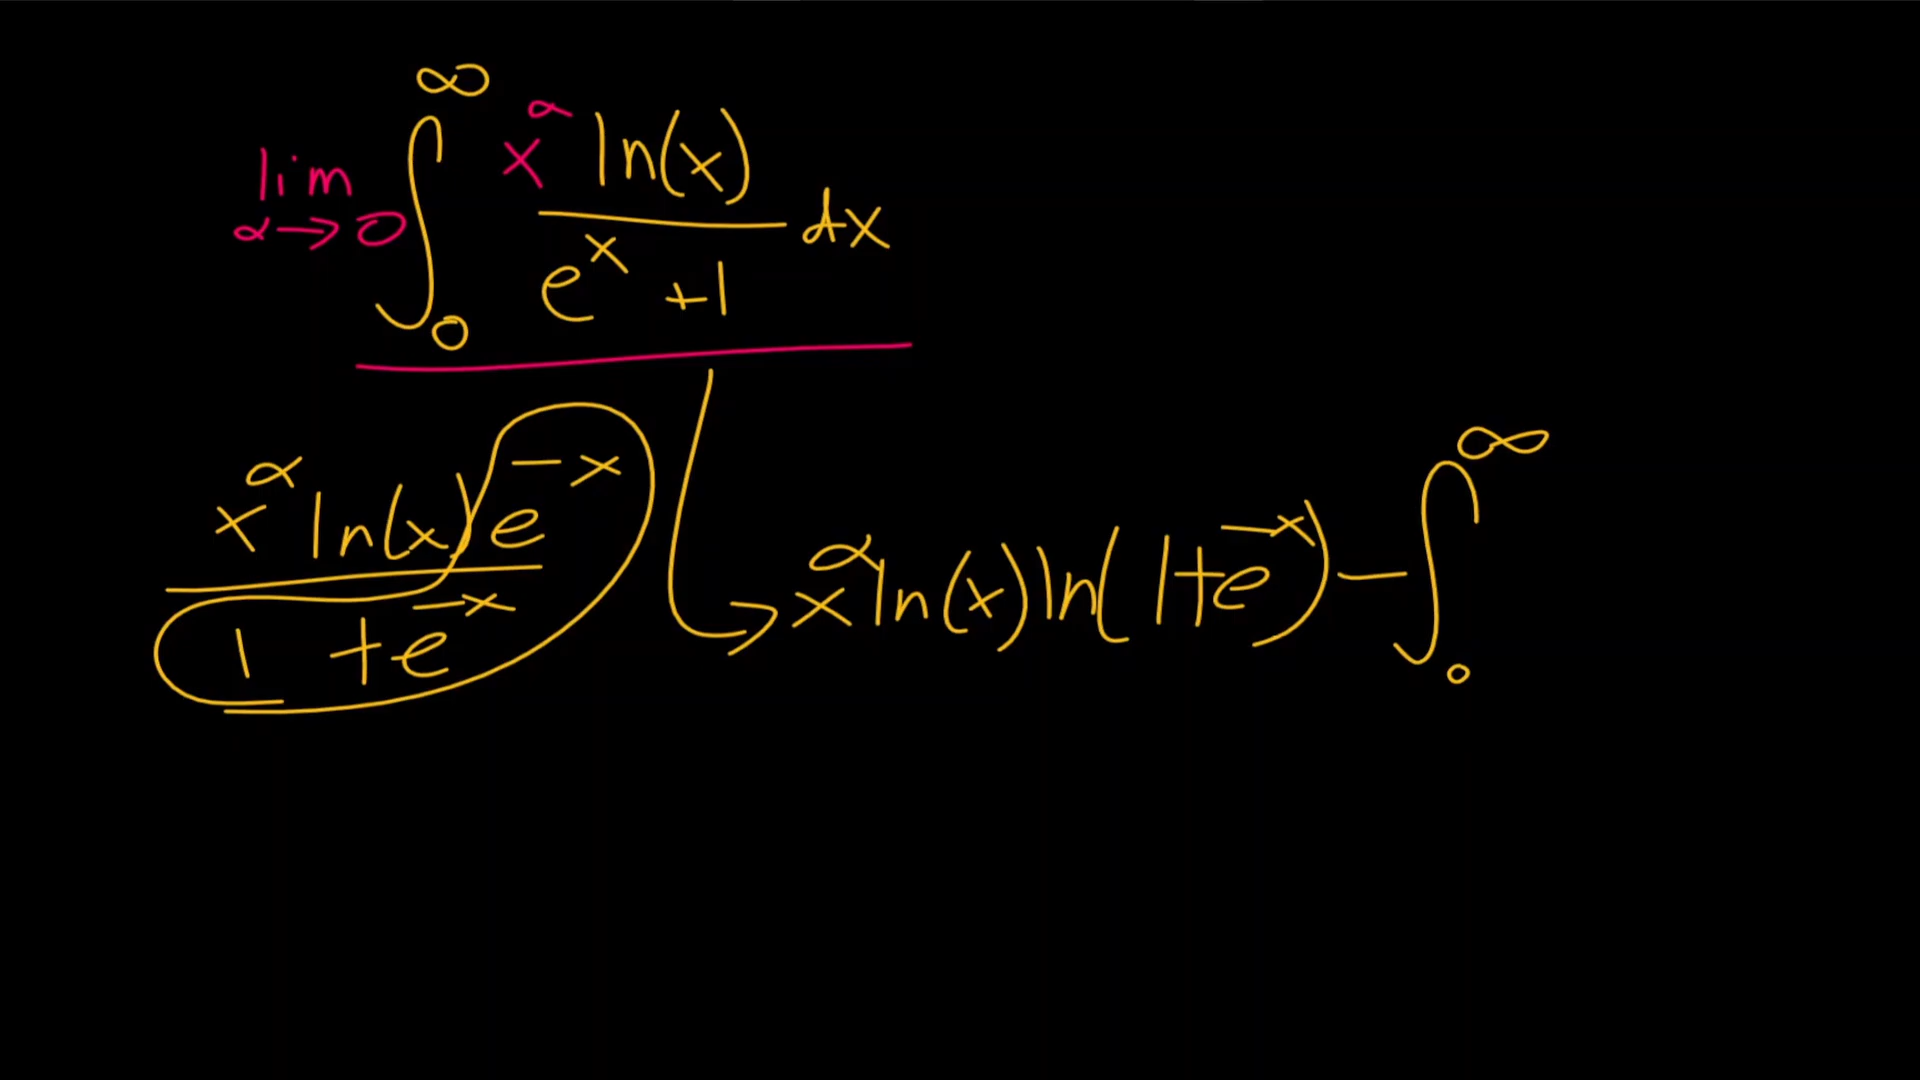 lim α→0 ∫₀^∞ x^α ln(x) / (e^x + 1) dx
x^α ln(x) e^-x / (1 + e^-x)
x^α ln(x) ln(1+e^-x) - ∫₀^∞